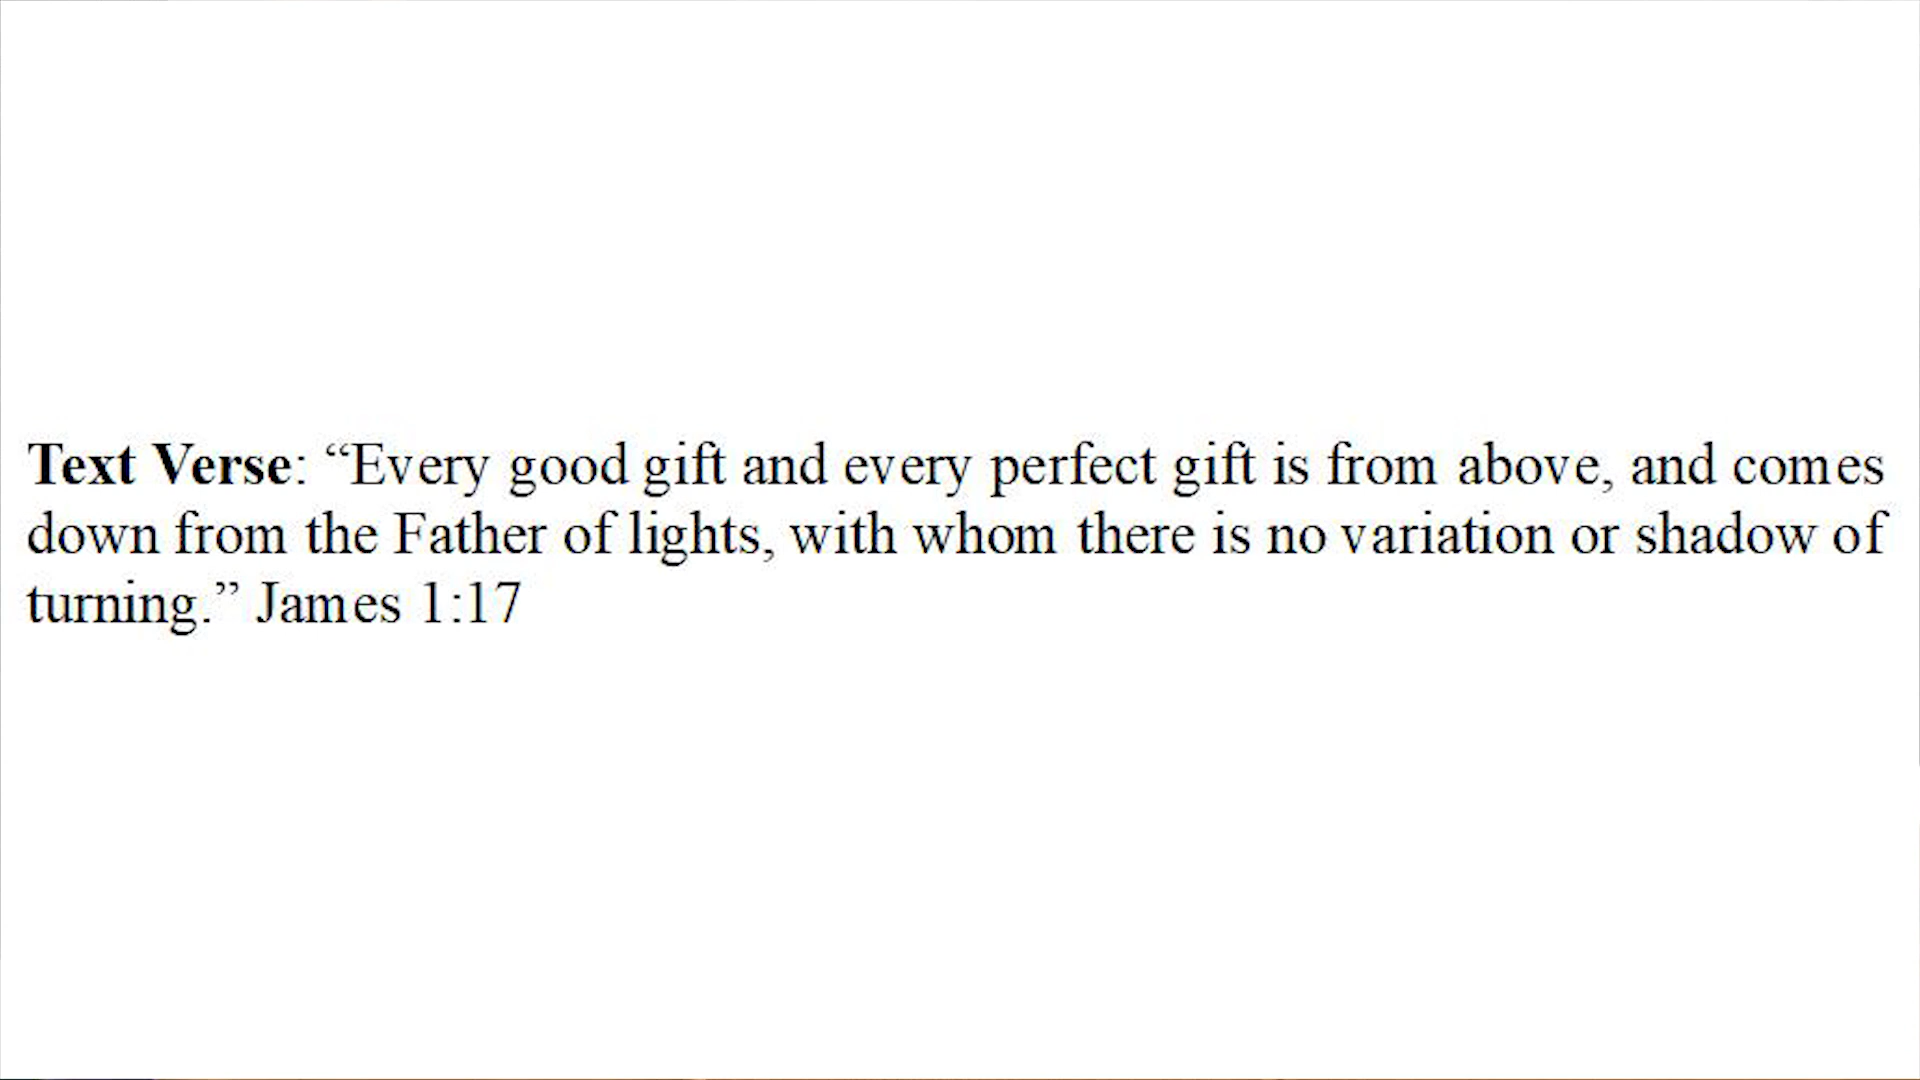 Text Verse: “Every good gift and every perfect gift is from above, and comes
down from the Father of lights, with whom there is no variation or shadow of
turning.” James 1:17